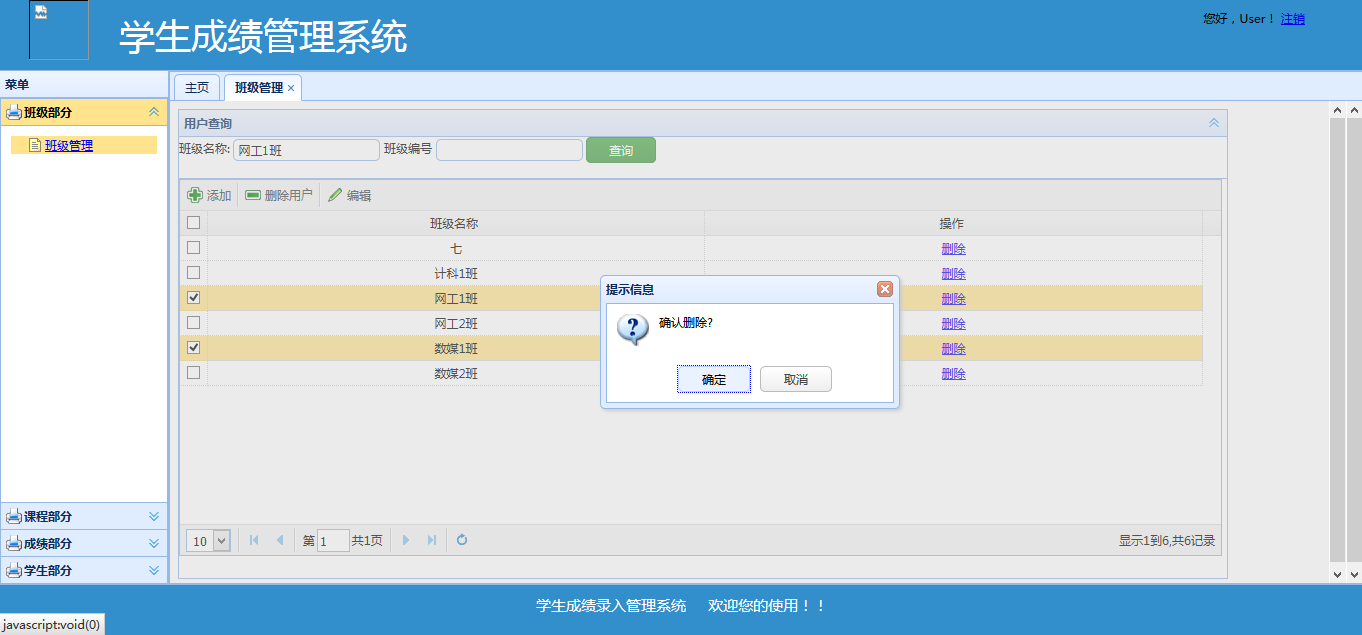 学生成绩管理系统
您好，User！ 注销
菜单
主页 班级管理
班级部分
班级管理
用户查询
班级名称: 网工1班 班级编号 查询
添加 删除用户 编辑
班级名称 操作
七 删除
计科1班 删除
网工1班 删除
网工2班 删除
数媒1班 删除
数媒2班 删除
提示信息
确认删除?
确定 取消
课程部分
成绩部分
学生部分
10 第 1 共1页 显示1到6,共6记录
学生成绩录入管理系统 欢迎您的使用！！
javascript:void(0)